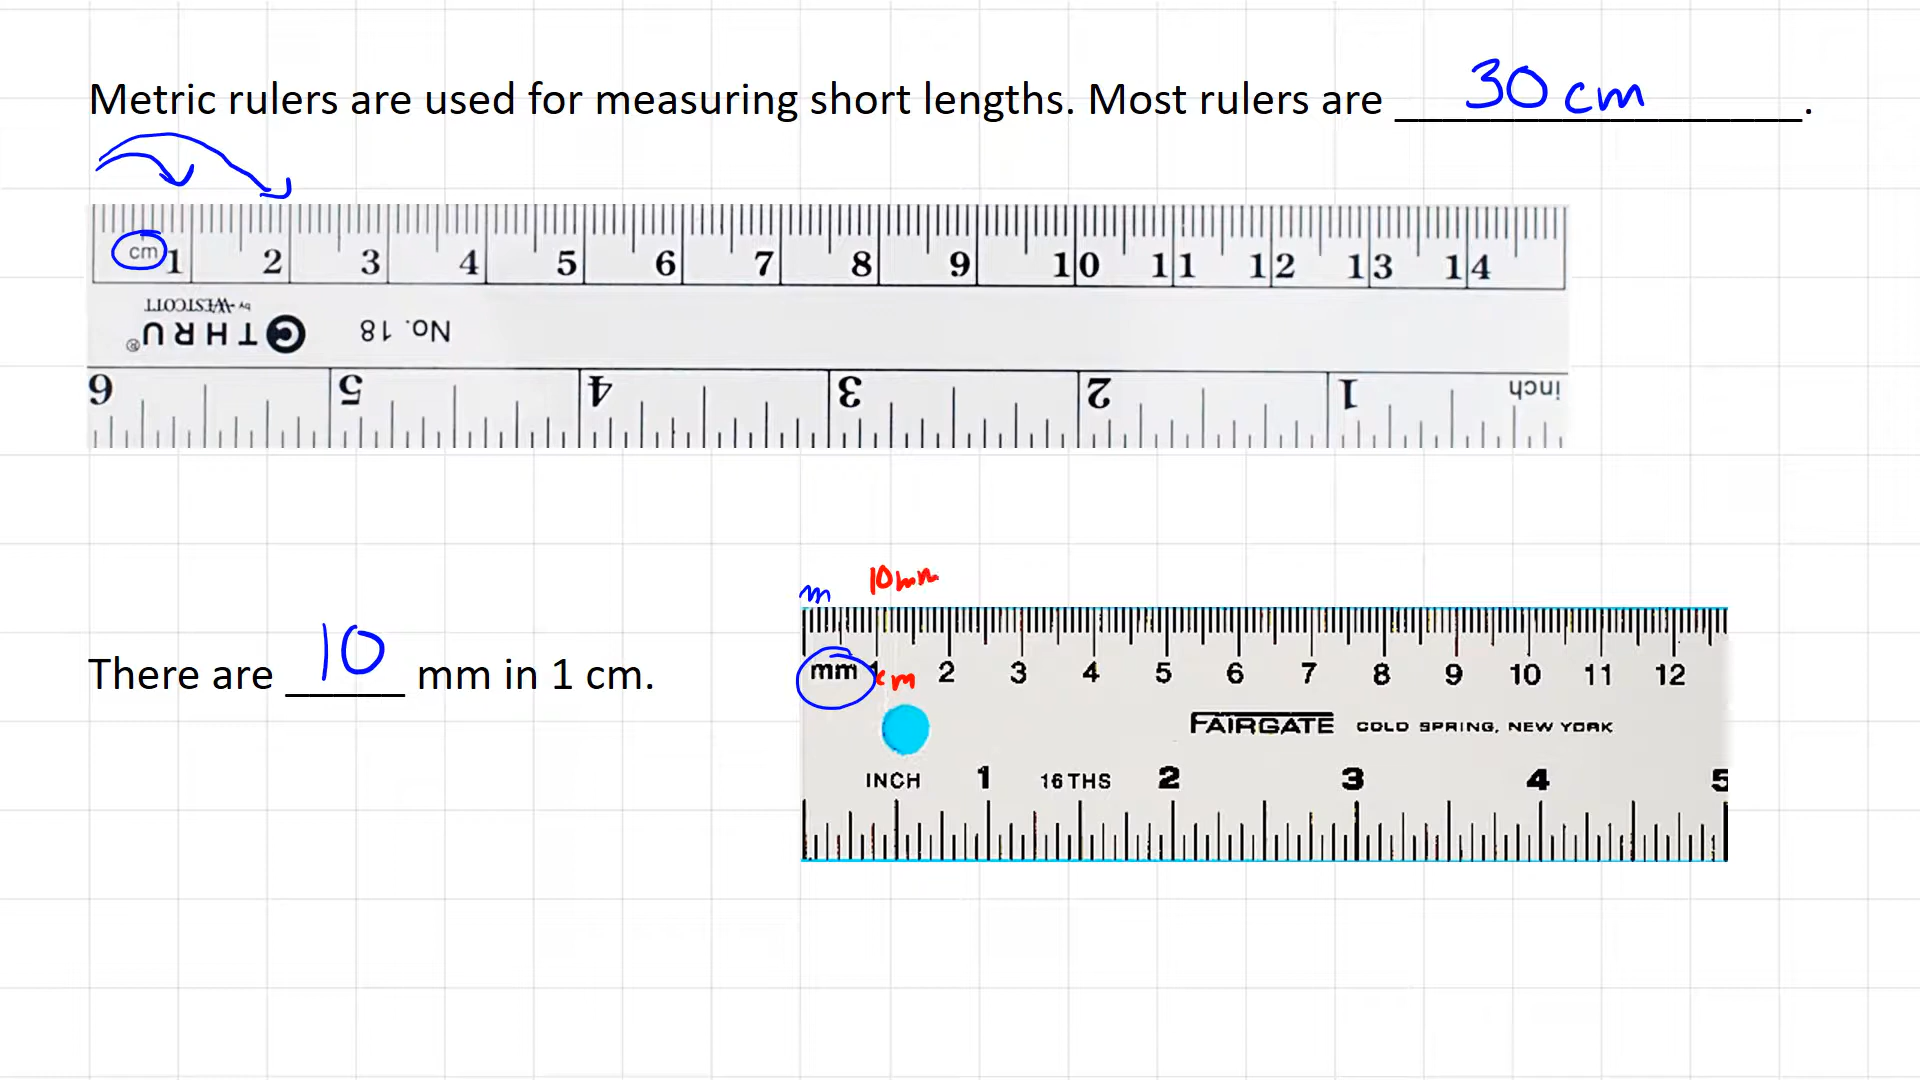 Metric rulers are used for measuring short lengths. Most rulers are 30 cm.
cm 1 2 3 4 5 6 7 8 9 10 11 12 13 14
by WESTCOTT
C THRU® No. 18
6 5 4 3 2 1 inch
m 10mm
There are 10 mm in 1 cm.
mm 1 cm 2 3 4 5 6 7 8 9 10 11 12
FAIRGATE COLD SPRING, NEW YORK
INCH 1 16THS 2 3 4 5